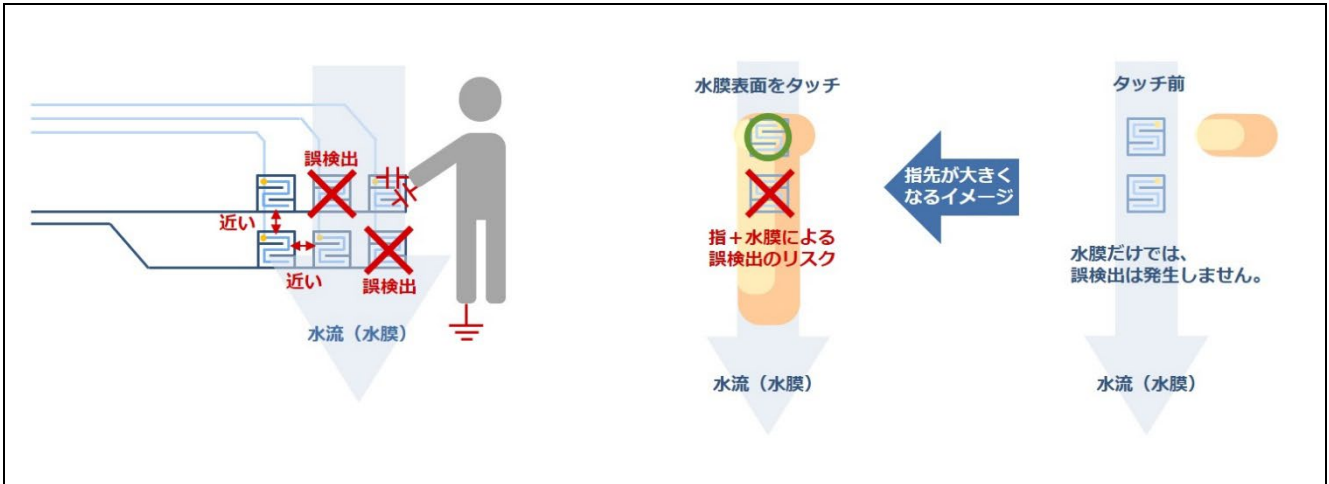 誤検出
近い
近い
誤検出
水流（水膜）
水膜表面をタッチ
指＋水膜による
誤検出のリスク
水流（水膜）
指先が大きく
なるイメージ
タッチ前
水膜だけでは、
誤検出は発生しません。
水流（水膜）